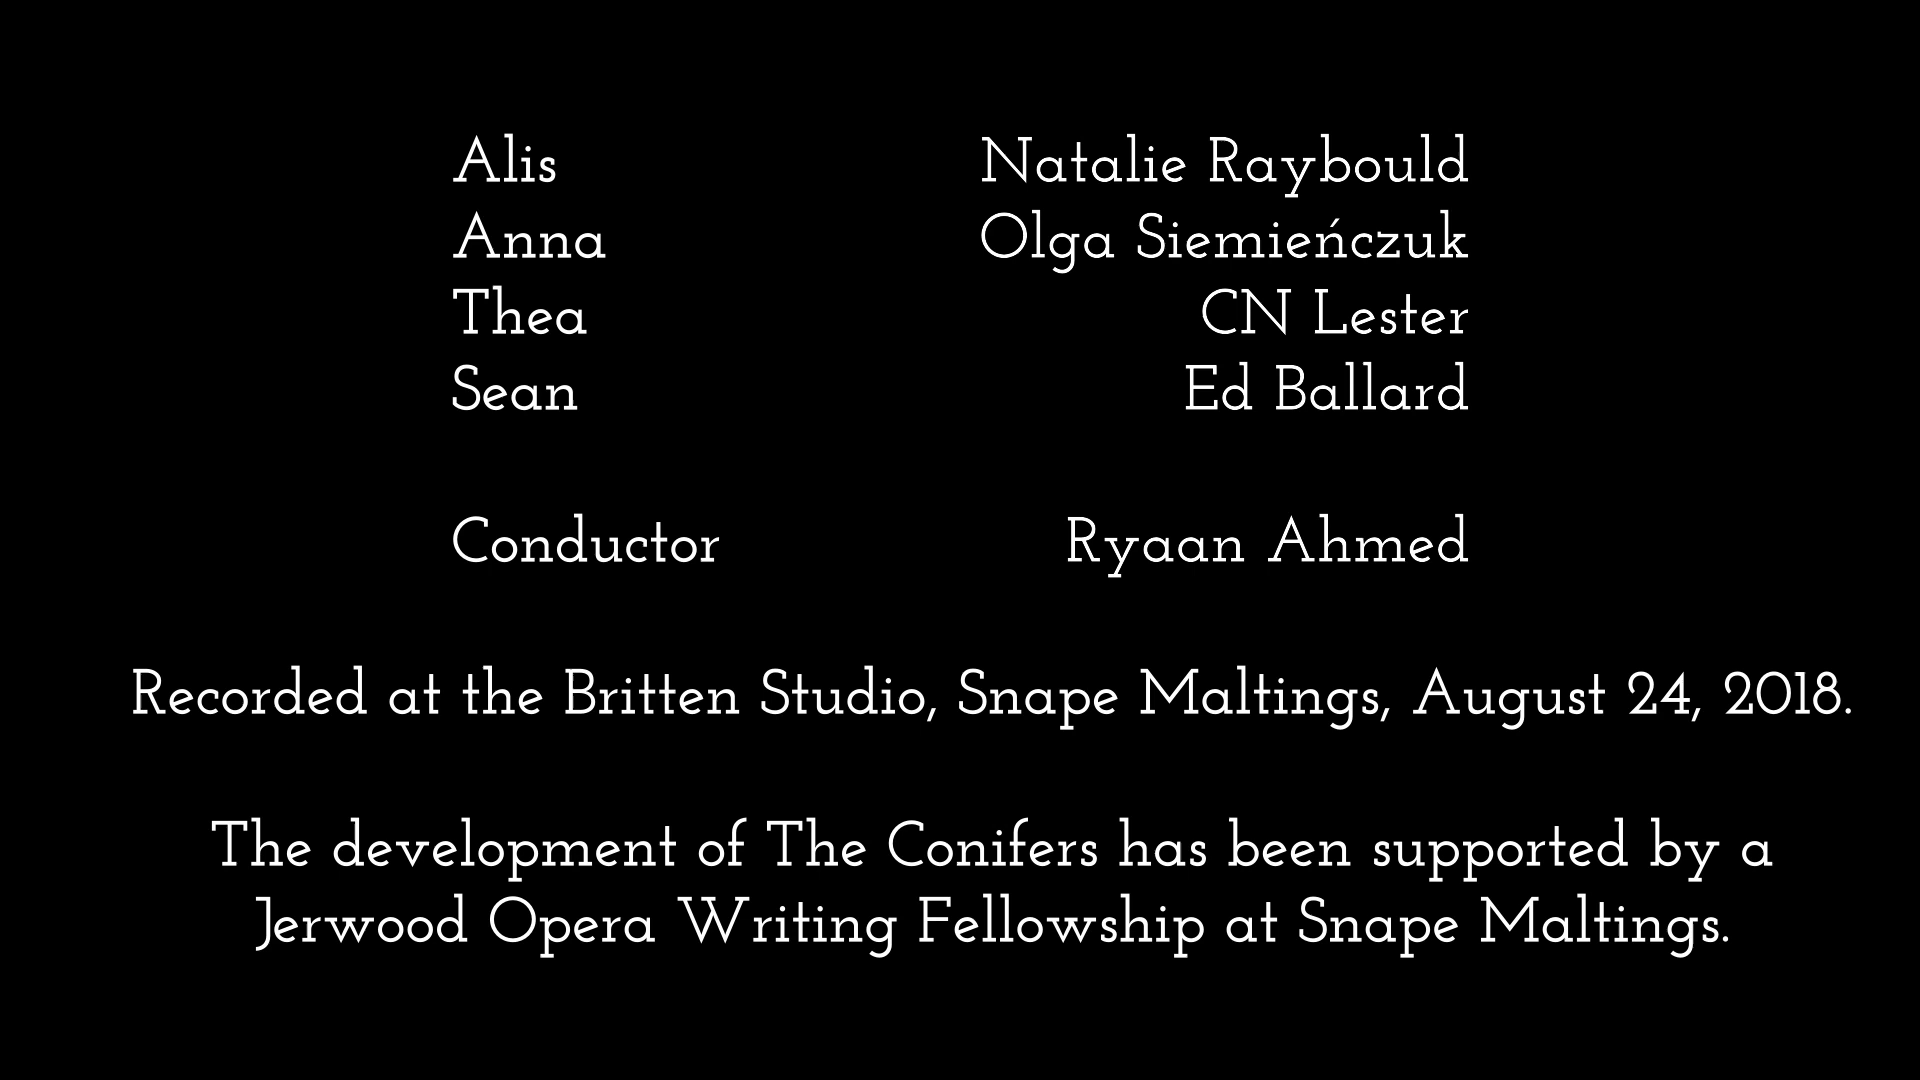 Alis Natalie Raybould
Anna Olga Siemieńczuk
Thea CN Lester
Sean Ed Ballard
Conductor Ryaan Ahmed
Recorded at the Britten Studio, Snape Maltings, August 24, 2018.
The development of The Conifers has been supported by a
Jerwood Opera Writing Fellowship at Snape Maltings.